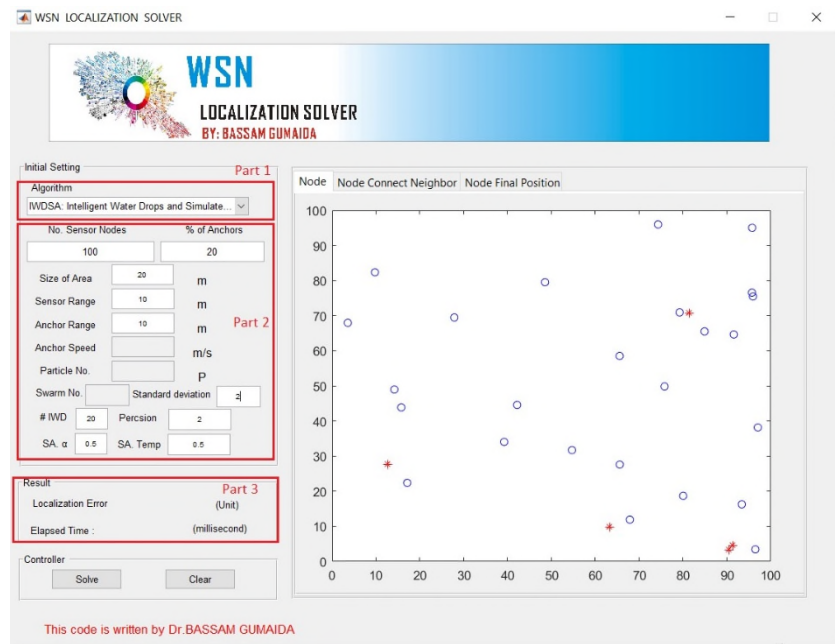 WSN LOCALIZATION SOLVER
WSN
LOCALIZATION SOLVER
BY: BASSAM GUMAIDA
Initial Setting
Part 1
Algorithm
IWDSA: Intelligent Water Drops and Simulate...
No. Sensor Nodes % of Anchors
100 20
Size of Area 20 m
Sensor Range 10 m
Anchor Range 10 m
Part 2
Anchor Speed m/s
Particle No. P
Swarm No. Standard deviation 2
# IWD 20 Percsion 2
SA. α 0.5 SA. Temp 0.5
Result
Part 3
Localization Error (Unit)
Elapsed Time : (millisecond)
Controller
Solve Clear
Node Node Connect Neighbor Node Final Position
100
90
80
70
60
50
40
30
20
10
0
0 10 20 30 40 50 60 70 80 90 100
This code is written by Dr.BASSAM GUMAIDA